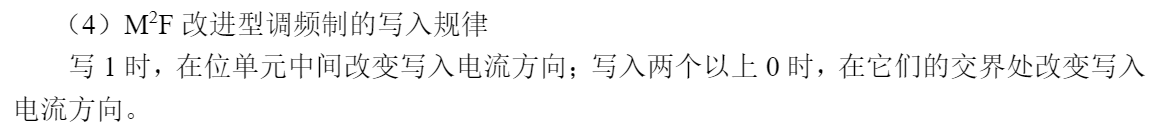 （4）M²F 改进型调频制的写入规律
写 1 时，在位单元中间改变写入电流方向；写入两个以上 0 时，在它们的交界处改变写入
电流方向。